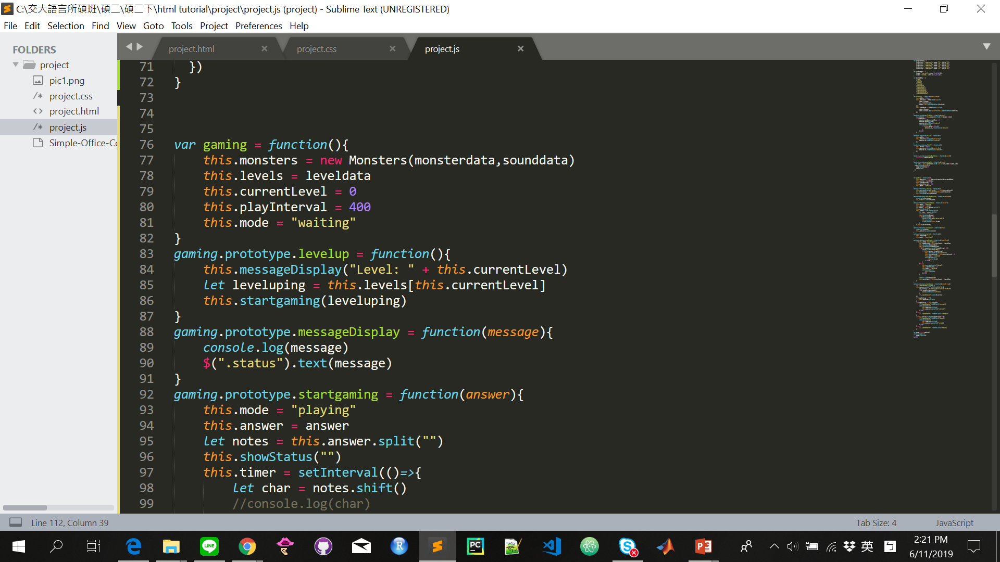 C:\交大語言所碩班\碩二\碩二下\html tutorial\project\project.js (project) - Sublime Text (UNREGISTERED)
File Edit Selection Find View Goto Tools Project Preferences Help
FOLDERS
project
pic1.png
/* project.css
<> project.html
/* project.js
Simple-Office-Co
project.html × project.css × project.js ×
71 })
72 }
73
74
75
76 var gaming = function(){
77 this.monsters = new Monsters(monsterdata,sounddata)
78 this.levels = leveldata
79 this.currentLevel = 0
80 this.playInterval = 400
81 this.mode = "waiting"
82 }
83 gaming.prototype.levelup = function(){
84 this.messageDisplay("Level: " + this.currentLevel)
85 let leveluping = this.levels[this.currentLevel]
86 this.startgaming(leveluping)
87 }
88 gaming.prototype.messageDisplay = function(message){
89 console.log(message)
90 $(".status").text(message)
91 }
92 gaming.prototype.startgaming = function(answer){
93 this.mode = "playing"
94 this.answer = answer
95 let notes = this.answer.split("")
96 this.showStatus("")
97 this.timer = setInterval(()=>{
98 let char = notes.shift()
99 //console.log(char)
Line 112, Column 39 Tab Size: 4 JavaScript
LINE R PC P 英 ㄅ
2:21 PM
6/11/2019